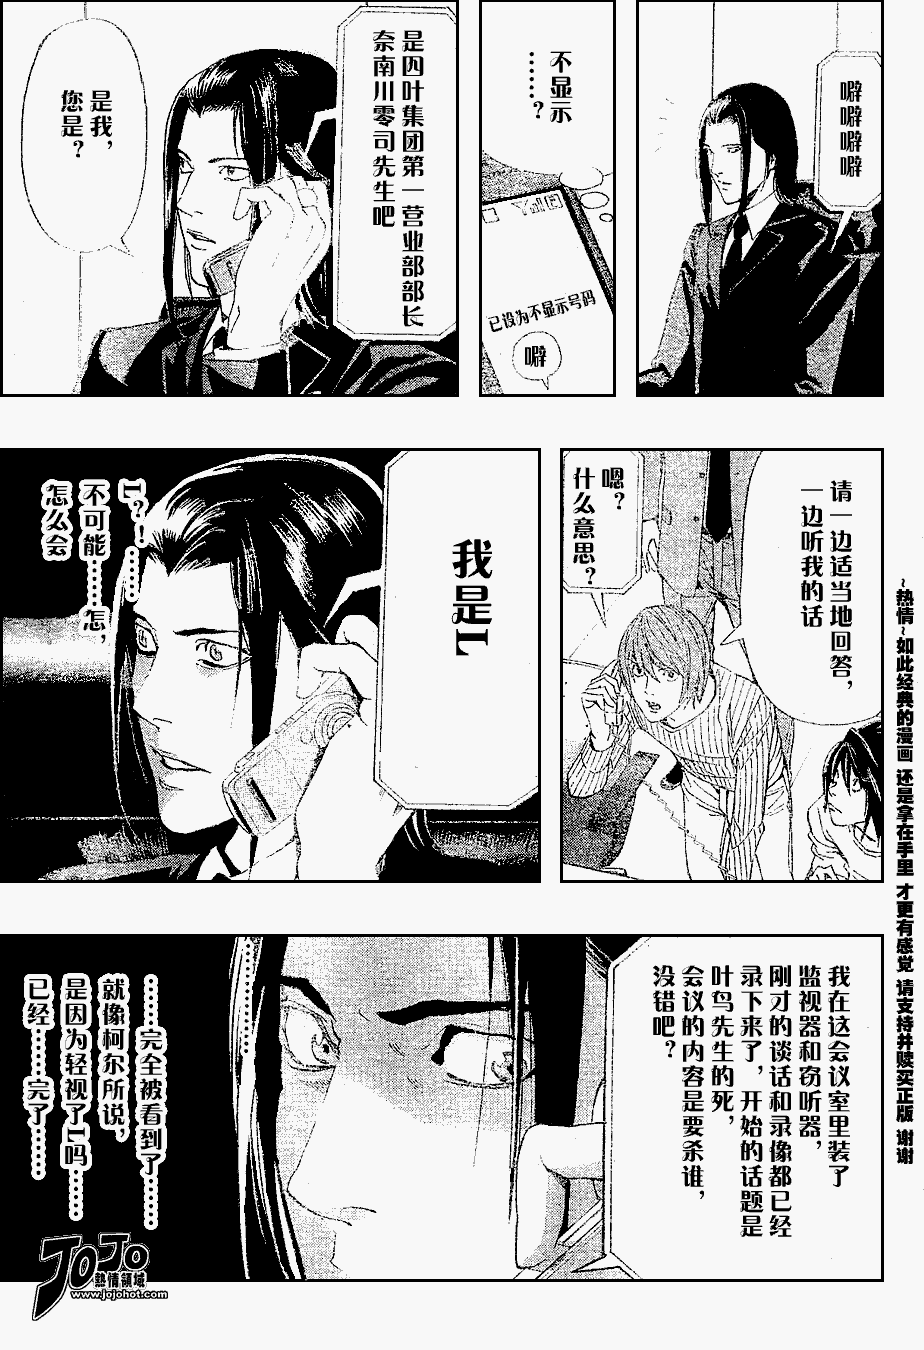 噼噼噼噼
不显示
……?
已设为不显示号码
噼
是四叶集团第一营业部部长
奈南川零司先生吧
是我,
您是?
请一边适当地回答,
一边听我的话
嗯?
什么意思?
我是L
L?!……
不可能……怎,
怎么会
我在这会议室里装了
监视器和窃听器,
刚才的谈话和录像都已经
录下来了,开始的话题是
叶鸟先生的死,
会议的内容是要杀谁,
没错吧?
……………
……完全被看到了……
就像柯尔所说,
是因为轻视了L吗……
已经……完了……
~热情~如此经典的漫画 还是拿在手里 才更有感觉 请支持并赎买正版 谢谢
JOJO
熱情領域
www.jojohot.com